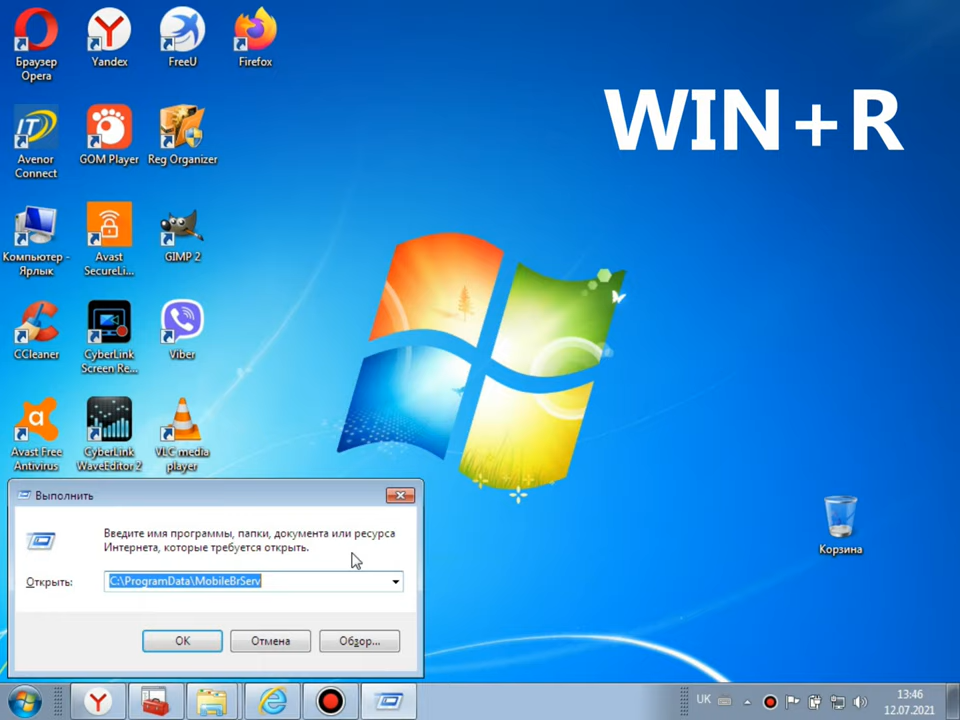 Браузер
Opera
Yandex
FreeU
Firefox
WIN+R
Avenor
Connect
GOM Player
Reg Organizer
Компьютер -
Ярлык
Avast
SecureLi...
GIMP 2
CCleaner
CyberLink
Screen Re...
Viber
Avast Free
Antivirus
CyberLink
WaveEditor 2
VLC media
player
Корзина
Выполнить
Введите имя программы, папки, документа или ресурса
Интернета, которые требуется открыть.
Открыть:
C:\ProgramData\MobileBrServ
ОК
Отмена
Обзор...
UK
13:46
12.07.2021